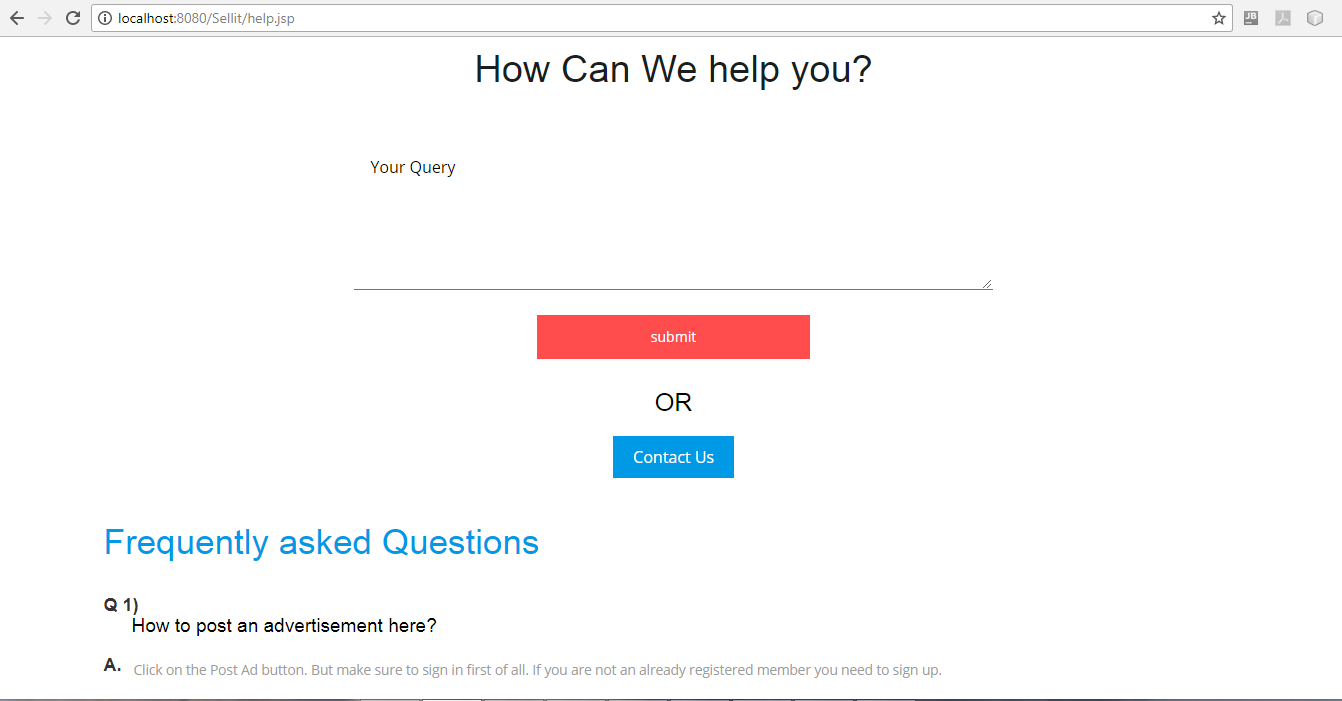 localhost:8080/Sellit/help.jsp
JB
How Can We help you?
Your Query
submit
OR
Contact Us
Frequently asked Questions
Q 1)
How to post an advertisement here?
A. Click on the Post Ad button. But make sure to sign in first of all. If you are not an already registered member you need to sign up.